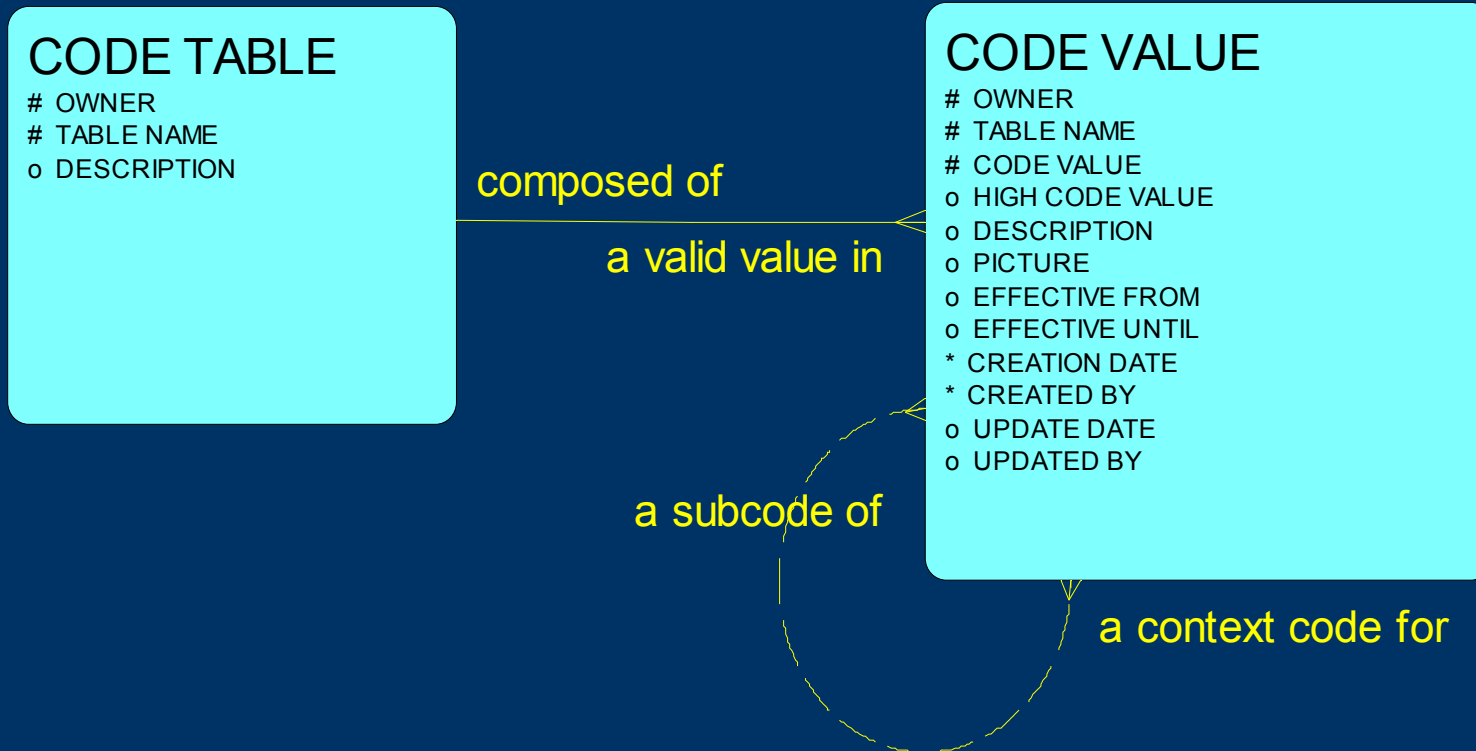 CODE TABLE
# OWNER
# TABLE NAME
o DESCRIPTION
composed of
a valid value in
CODE VALUE
# OWNER
# TABLE NAME
# CODE VALUE
o HIGH CODE VALUE
o DESCRIPTION
o PICTURE
o EFFECTIVE FROM
o EFFECTIVE UNTIL
* CREATION DATE
* CREATED BY
o UPDATE DATE
o UPDATED BY
a subcode of
a context code for